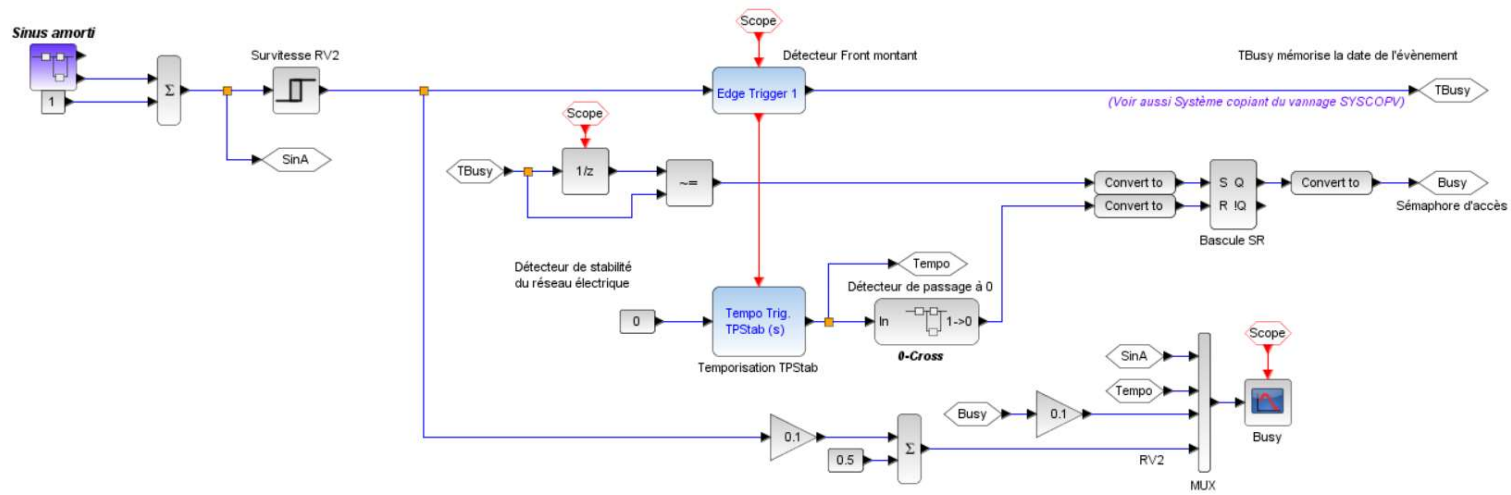 Scope
Sinus amorti
Survitesse RV2
Détecteur Front montant
TBusy mémorise la date de l'évènement
1
Σ
Edge Trigger 1
TBusy
(Voir aussi Système copiant du vannage SYSCOPV)
Scope
SinA
TBusy
1/z
~=
Convert to
S Q
Convert to
Busy
Convert to
R !Q
Sémaphore d'accès
Bascule SR
Détecteur de stabilité
du réseau électrique
Tempo
Détecteur de passage à 0
0
Tempo Trig.
TPStab (s)
In
1->0
0-Cross
Temporisation TPStab
Scope
MUX
SinA
Tempo
Busy
0.1
Busy
0.1
Σ
0.5
RV2
MUX